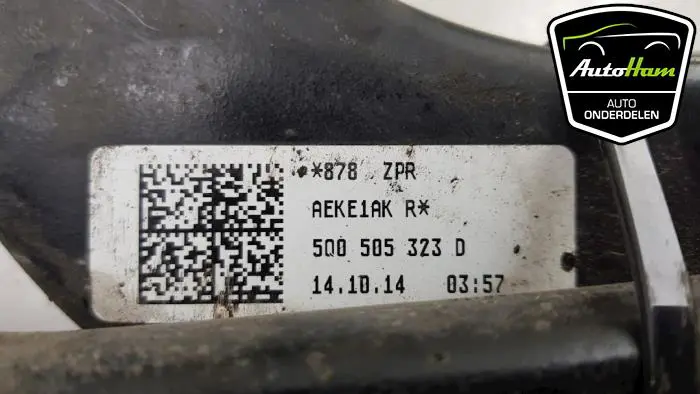 AutoHam
AUTO
ONDERDELEN
*878 ZPR
AEKE1AK R*
5Q0 505 323 D
14.10.14 03:57